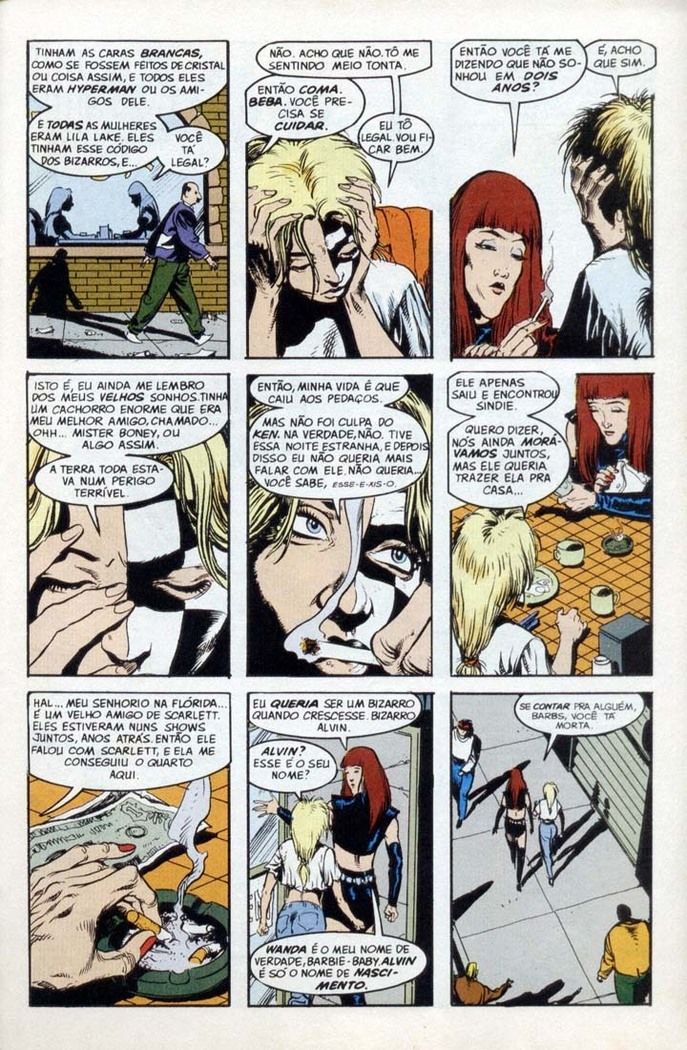 TINHAM AS CARAS BRANCAS,
COMO SE FOSSEM FEITOS DE CRISTAL
OU COISA ASSIM, E TODOS ELES
ERAM HYPERMAN OU OS AMI-
GOS DELE.
E TODAS AS MULHERES
ERAM LILA LAKE. ELES
TINHAM ESSE CÓDIGO
DOS BIZARROS, E...
VOCÊ
TÁ
LEGAL?
NÃO. ACHO QUE NÃO. TÔ ME
SENTINDO MEIO TONTA.
ENTÃO COMA.
BEBA. VOCÊ PRE-
CISA SE
CUIDAR.
EU TÔ
LEGAL. VOU FI-
CAR BEM.
ENTÃO VOCÊ TÁ ME
DIZENDO QUE NÃO SO-
NHOU EM DOIS
ANOS?
É, ACHO
QUE SIM.
ISTO É, EU AINDA ME LEMBRO
DOS MEUS VELHOS SONHOS. TINHA
UM CACHORRO ENORME QUE ERA
MEU MELHOR AMIGO, CHAMADO...
OHH... MISTER BONEY, OU
ALGO ASSIM.
A TERRA TODA ESTA-
VA NUM PERIGO
TERRÍVEL.
ENTÃO, MINHA VIDA É QUE
CAIU AOS PEDAÇOS.
MAS NÃO FOI CULPA DO
KEN. NA VERDADE, NÃO. TIVE
ESSA NOITE ESTRANHA, E DEPOIS
DISSO EU NÃO QUERIA MAIS
FALAR COM ELE. NÃO QUERIA...
VOCÊ SABE, ESSE-E-XIS-O.
ELE APENAS
SAIU E ENCONTROU
SINDIE.
QUERO DIZER,
NÓS AINDA MORÁ-
VAMOS JUNTOS,
MAS ELE QUERIA
TRAZER ELA PRA
CASA...
HAL... MEU SENHORIO NA FLÓRIDA...
É UM VELHO AMIGO DE SCARLETT.
ELES ESTIVERAM NUNS SHOWS
JUNTOS, ANOS ATRÁS. ENTÃO ELE
FALOU COM SCARLETT, E ELA ME
CONSEGUIU O QUARTO
AQUI.
EU QUERIA SER UM BIZARRO
QUANDO CRESCESSE. BIZARRO
ALVIN.
ALVIN?
ESSE É O SEU
NOME?
WANDA É O MEU NOME DE
VERDADE, BARBIE-BABY. ALVIN
É SÓ O NOME DE NASCI-
MENTO.
SE CONTAR PRA ALGUÉM,
BARBS, VOCÊ TÁ
MORTA.